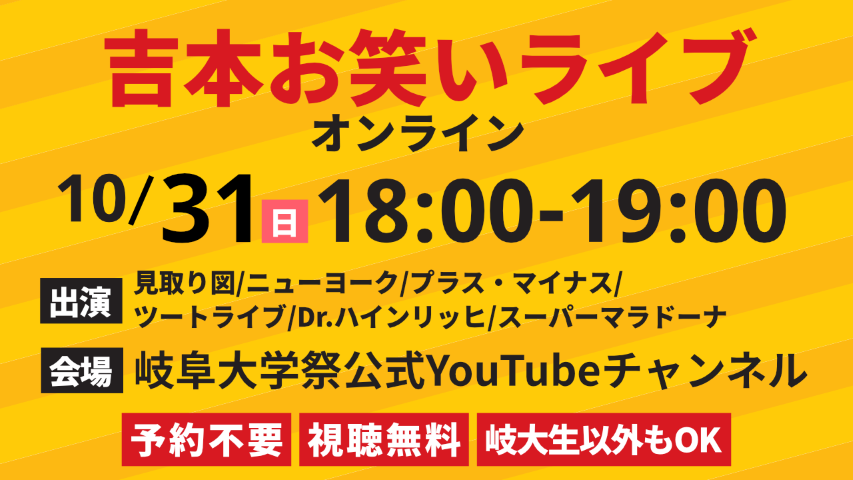 吉本お笑いライブ
オンライン
10/31日 18:00-19:00
出演
見取り図/ニューヨーク/プラス・マイナス/
ツートライブ/Dr.ハインリッヒ/スーパーマラドーナ
会場 岐阜大学祭公式YouTubeチャンネル
予約不要 視聴無料 岐大生以外もOK